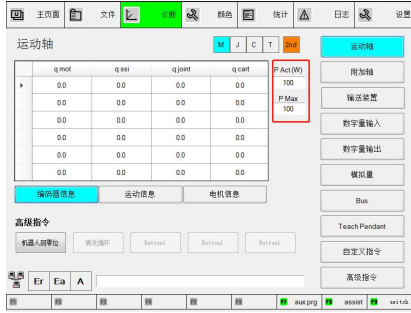 主页面 文件 诊断 颜色 统计 日志 设置
运动轴 M J C T 2nd 运动轴
q mot q ssi q joint q cart P Act(W)
0.0 0.0 0.0 0.0 100
0.0 0.0 0.0 0.0 P Max
0.0 0.0 0.0 0.0 100
0.0 0.0 0.0 0.0
0.0 0.0 0.0 0.0
0.0 0.0 0.0 0.0
附加轴
输送装置
数字量输入
数字量输出
模拟量
编码器信息 运动信息 电机信息
Bus
高级指令
Teach Pendant
机器人回零位 清允循环 Button1 Button1 Button1
自定义指令
Er Ea A 高级指令
F1 F2 F3 F4 F5 F6 F7 aux prg F8 assist F9 switch